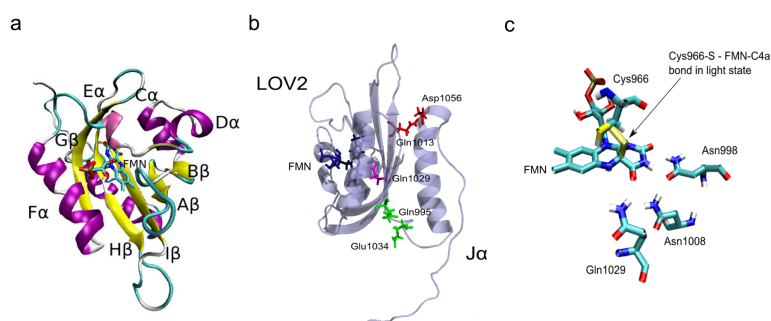 a
Eα
Cα
Dα
Gβ
FMN
Bβ
Fα
Aβ
Hβ
Iβ
b
LOV2
Asp1056
Gln1013
FMN
Gln1029
Gln995
Glu1034
Jα
c
Cys966-S - FMN-C4a
bond in light state
Cys966
Asn998
FMN
Asn1008
Gln1029